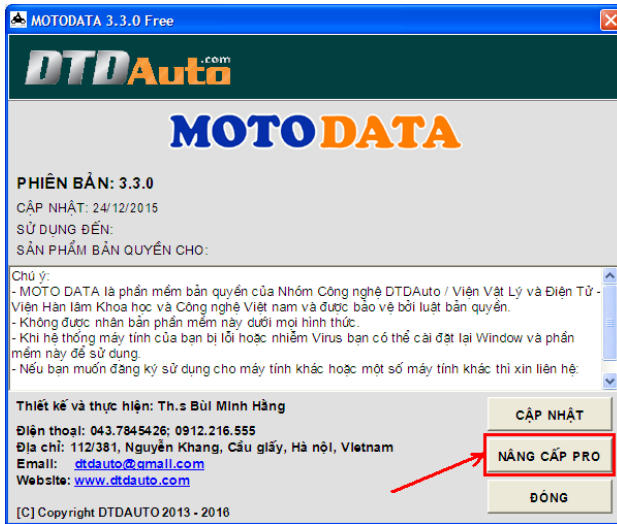 MOTODATA 3.3.0 Free
DTDAuto.com
MOTODATA
PHIÊN BẢN: 3.3.0
CẬP NHẬT: 24/12/2015
SỬ DỤNG ĐẾN:
SẢN PHẨM BẢN QUYỀN CHO:
Chú ý:
- MOTO DATA là phần mềm bản quyền của Nhóm Công nghệ DTDAuto / Viện Vật Lý và Điện Tử -
Viện Hàn lâm Khoa học và Công nghệ Việt nam và được bảo vệ bởi luật bản quyền.
- Không được nhân bản phần mềm này dưới mọi hình thức.
- Khi hệ thống máy tính của bạn bị lỗi hoặc nhiễm Virus bạn có thể cài đặt lại Window và phần
mềm này để sử dụng.
- Nếu bạn muốn đăng ký sử dụng cho máy tính khác hoặc một số máy tính khác thì xin liên hệ:
Thiết kế và thực hiện: Th.s Bùi Minh Hằng
Điện thoại: 043.7845426; 0912.216.555
Địa chỉ: 112/381, Nguyễn Khang, Cầu giấy, Hà nội, Vietnam
Email: dtdauto@gmail.com
Website: www.dtdauto.com
[C] Copyright DTDAUTO 2013 - 2016
CẬP NHẬT
NÂNG CẤP PRO
ĐÓNG